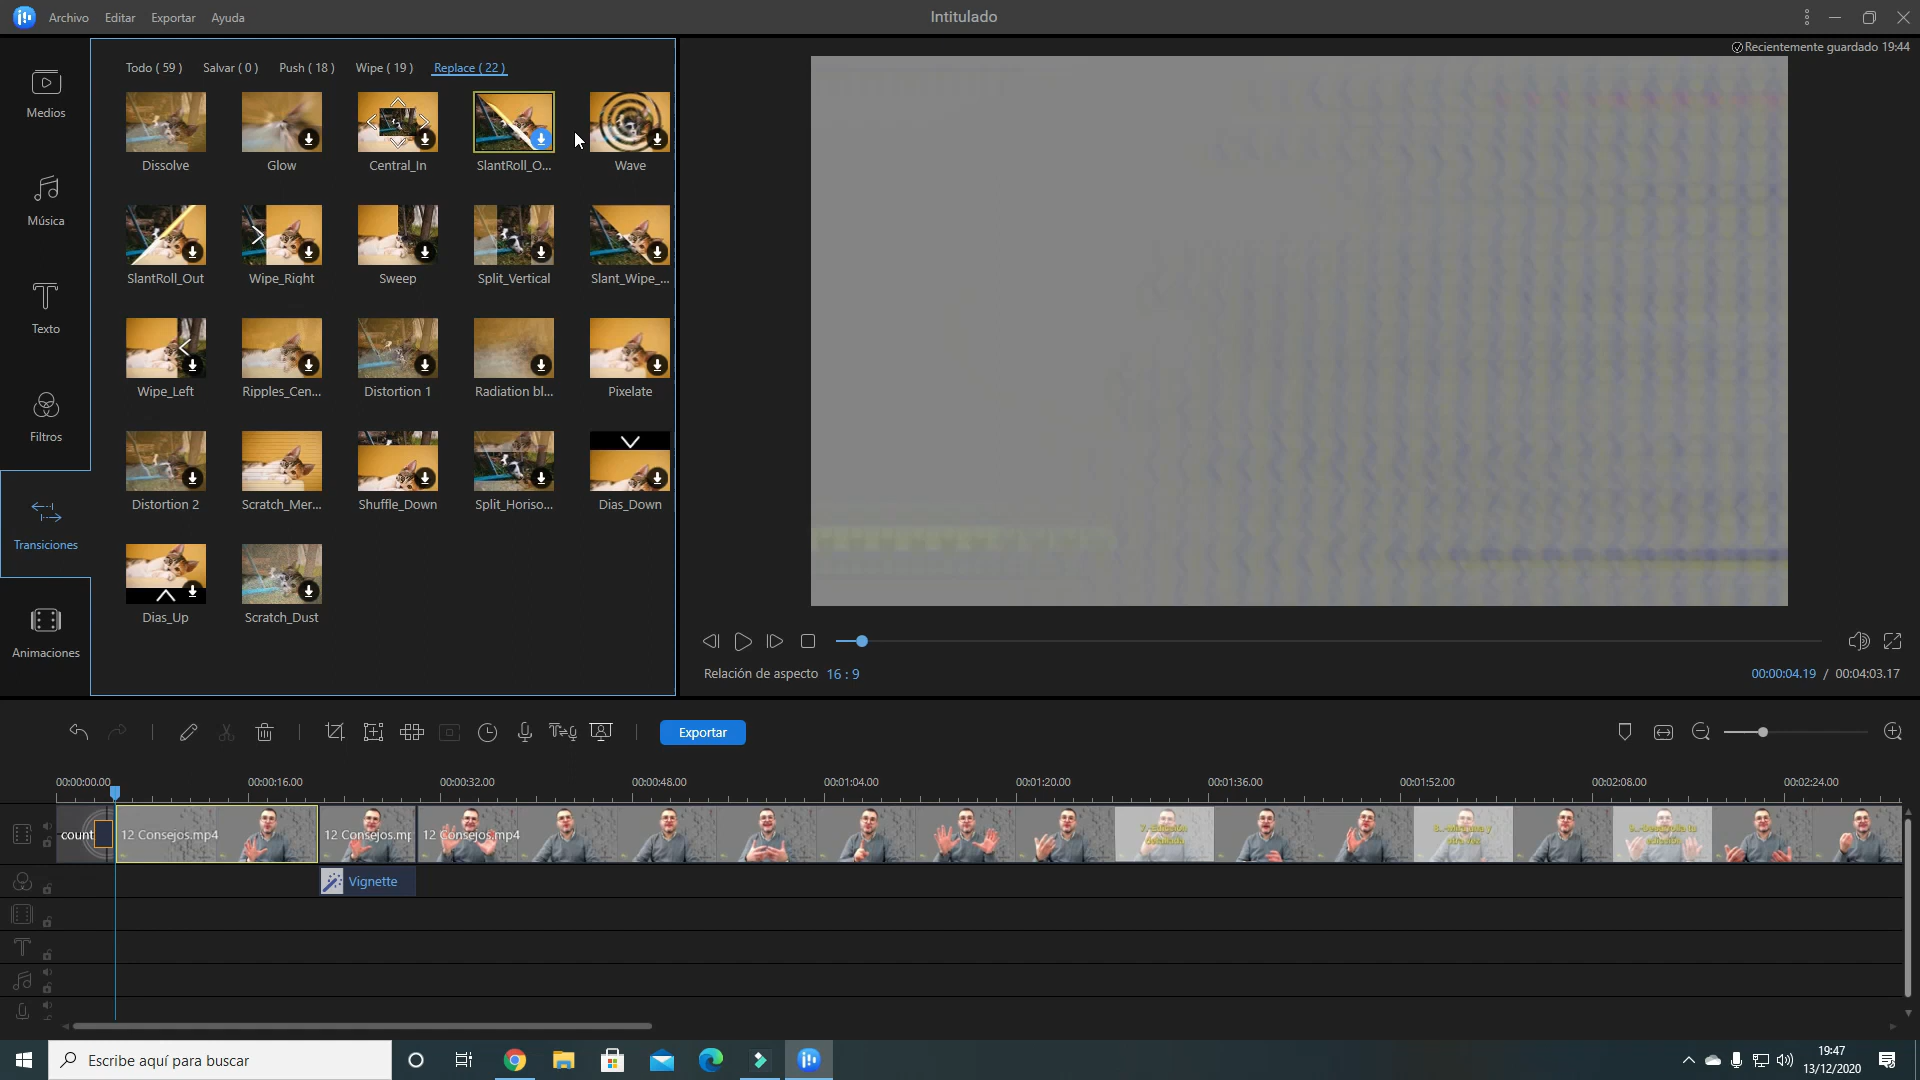 Archivo Editar Exportar Ayuda
Intitulado
Recientemente guardado 19:44
Medios
Música
Texto
Filtros
Transiciones
Animaciones
Todo ( 59 ) Salvar ( 0 ) Push ( 18 ) Wipe ( 19 ) Replace ( 22 )
Dissolve Glow Central_In SlantRoll_O... Wave
SlantRoll_Out Wipe_Right Sweep Split_Vertical Slant_Wipe_...
Wipe_Left Ripples_Cen... Distortion 1 Radiation bl... Pixelate
Distortion 2 Scratch_Mer... Shuffle_Down Split_Horiso... Dias_Down
Dias_Up Scratch_Dust
Relación de aspecto 16 : 9
00:00:04.19 / 00:04:03.17
Exportar
00:00:00.00 00:00:16.00 00:00:32.00 00:00:48.00 00:01:04.00 00:01:20.00 00:01:36.00 00:01:52.00 00:02:08.00 00:02:24.00
count 12 Consejos.mp4 12 Consejos.mp 12 Consejos.mp4
Vignette
Escribe aquí para buscar
19:47
13/12/2020